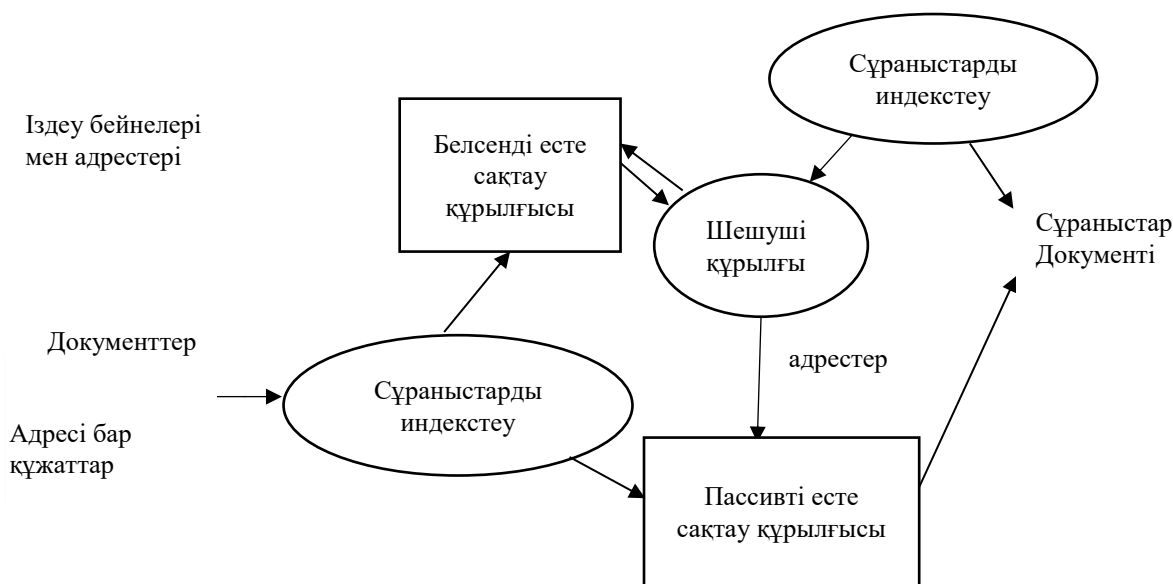 Сұраныстарды
индекстеу
Іздеу бейнелері
мен адрестері
Белсенді есте
сақтау
құрылғысы
Шешуші
құрылғы
Сұраныстар
Документі
Документтер
адрестер
Сұраныстарды
индекстеу
Адресі бар
құжаттар
Пассивті есте
сақтау құрылғысы